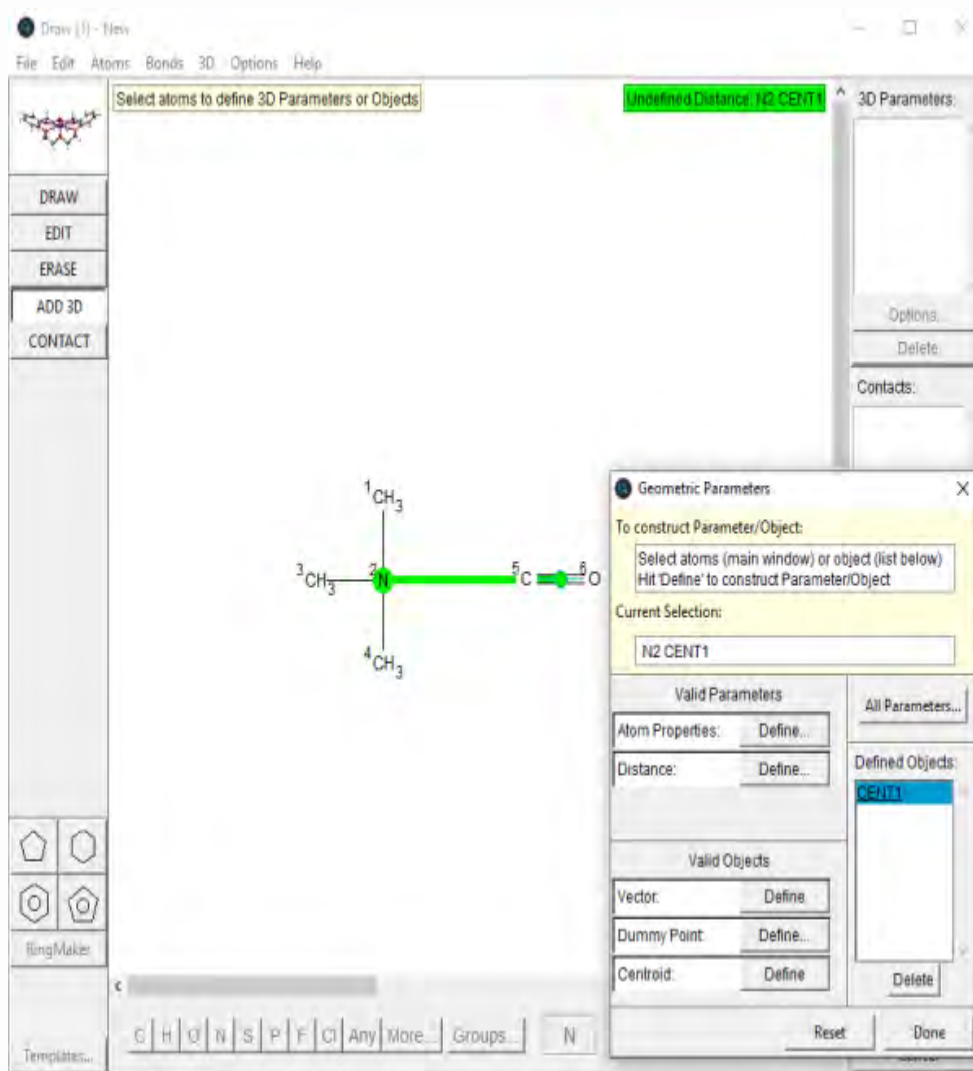 Draw (1) - New
File Edit Atoms Bonds 3D Options Help
Select atoms to define 3D Parameters or Objects
Undefined Distance: N2 CENT1
3D Parameters:
DRAW
EDIT
ERASE
ADD 3D
CONTACT
Options...
Delete
Contacts:
1CH3
3CH3
2N
5C
6O
4CH3
Geometric Parameters
To construct Parameter/Object:
Select atoms (main window) or object (list below)
Hit 'Define' to construct Parameter/Object
Current Selection:
N2 CENT1
Valid Parameters
All Parameters...
Atom Properties: Define...
Distance: Define...
Defined Objects:
CENT1
Valid Objects
Vector: Define
Dummy Point: Define...
Centroid: Define
Delete
Reset Done
RingMaker
Templates...
C H O N S P F Cl Any More... Groups... N